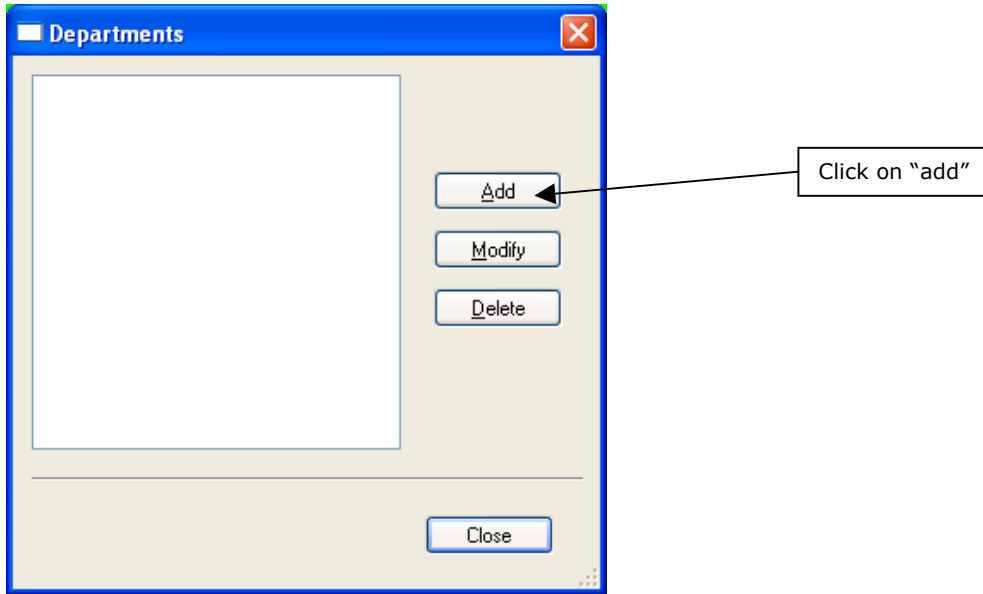 Departments
Click on “add”
Add
Modify
Delete
Close